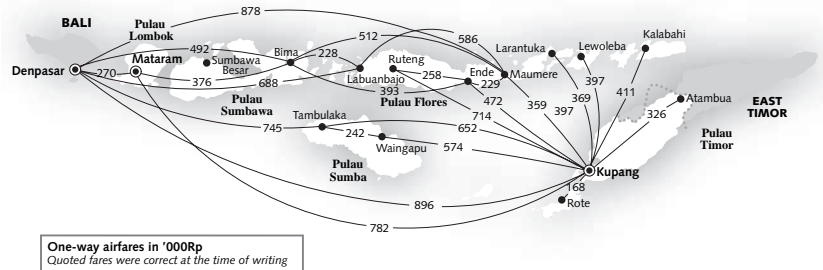 878
BALI
Pulau
Lombok
512
586
Kalabahi
Larantuka
Lewoleba
492
Bima
228
Mataram
Sumbawa
Besar
Ruteng
Denpasar
270
376
688
Labuanbajo
258
Ende
Maumere
229
397
393
Pulau Flores
Pulau
Sumbawa
472
359
369
397
411
Atambua
EAST
TIMOR
326
714
Tambulaka
745
652
242
Waingapu
574
Pulau
Timor
Pulau
Sumba
Kupang
168
Rote
896
782
One-way airfares in '000Rp
Quoted fares were correct at the time of writing